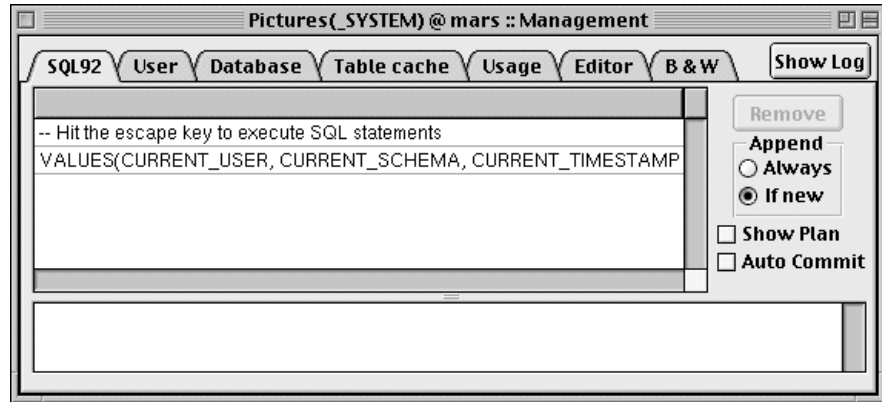 Pictures(_SYSTEM) @ mars :: Management
SQL92 User Database Table cache Usage Editor B & W Show Log
Remove
-- Hit the escape key to execute SQL statements
VALUES(CURRENT_USER, CURRENT_SCHEMA, CURRENT_TIMESTAMP
Append
Always
If new
Show Plan
Auto Commit